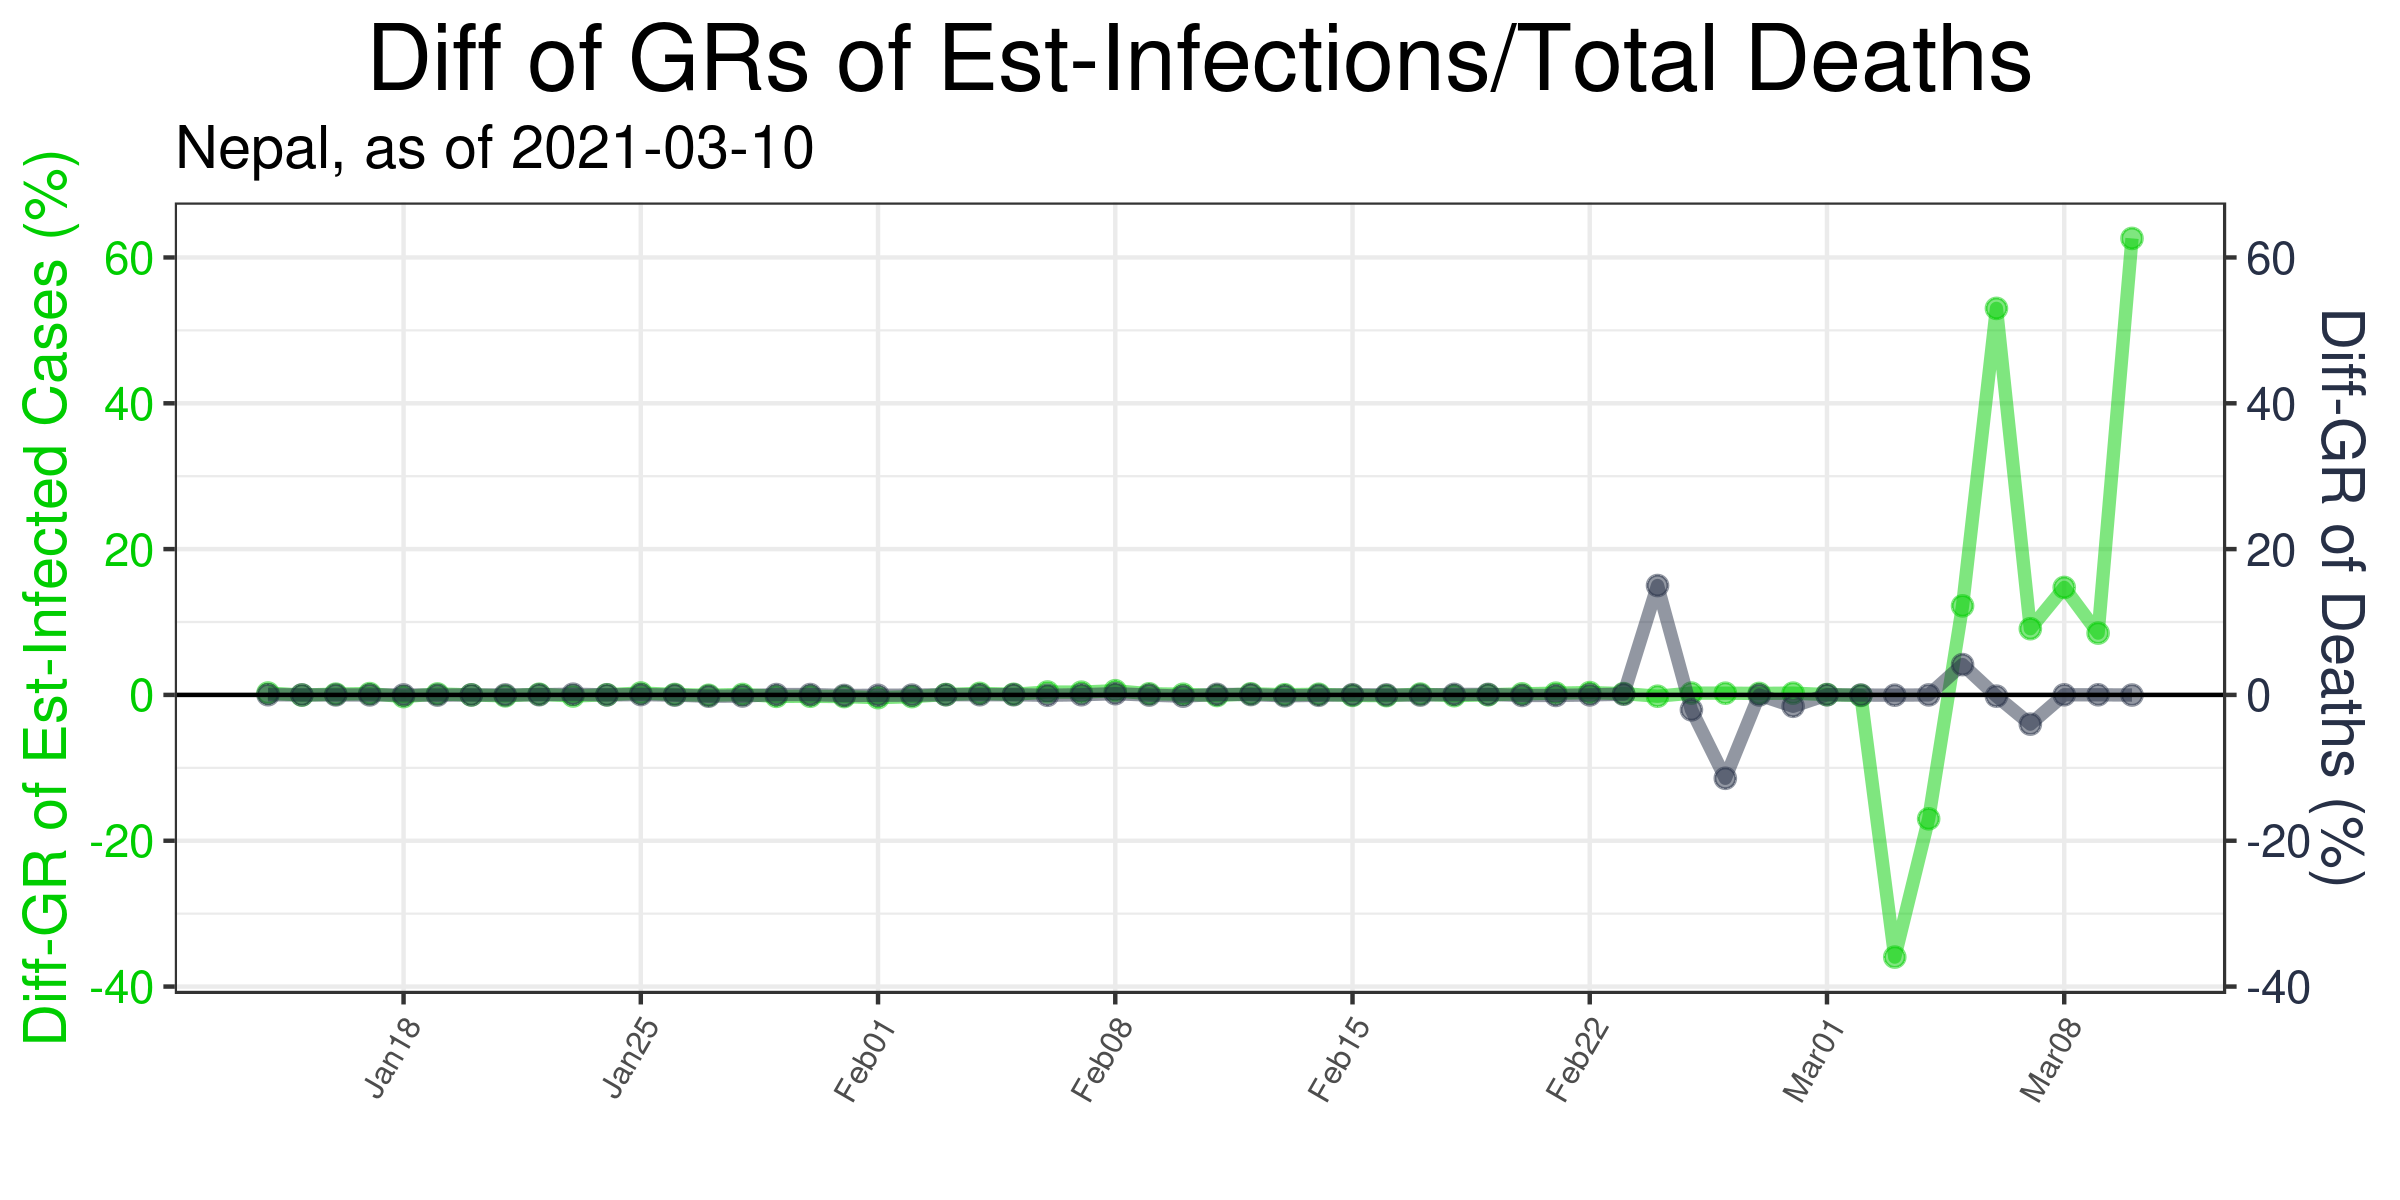 Diff of GRs of Est-Infections/Total Deaths
Nepal, as of 2021-03-10
Diff-GR of Est-Infected Cases (%)
60
40
20
0
-20
-40
60
40
20
0
-20
-40
Diff-GR of Deaths (%)
Jan18
Jan25
Feb01
Feb08
Feb15
Feb22
Mar01
Mar08